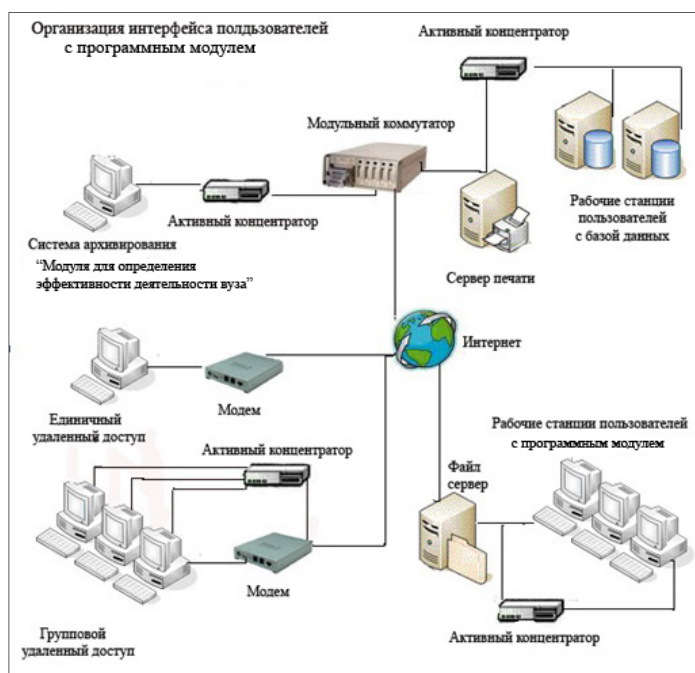 Организация интерфейса полдьзователей
с программным модулем
Активный концентратор
Модульный коммутатор
Активный концентратор
Рабочие станции
пользователей
с базой данных
Система архивирования
“Модуля для определения
эффективности деятельности вуза”
Сервер печати
Интернет
Единичный
удаленный доступ
Модем
Рабочие станции пользователей
с программным модулем
Активный концентратор
Файл
сервер
Модем
Групповой
удаленный доступ
Активный концентратор